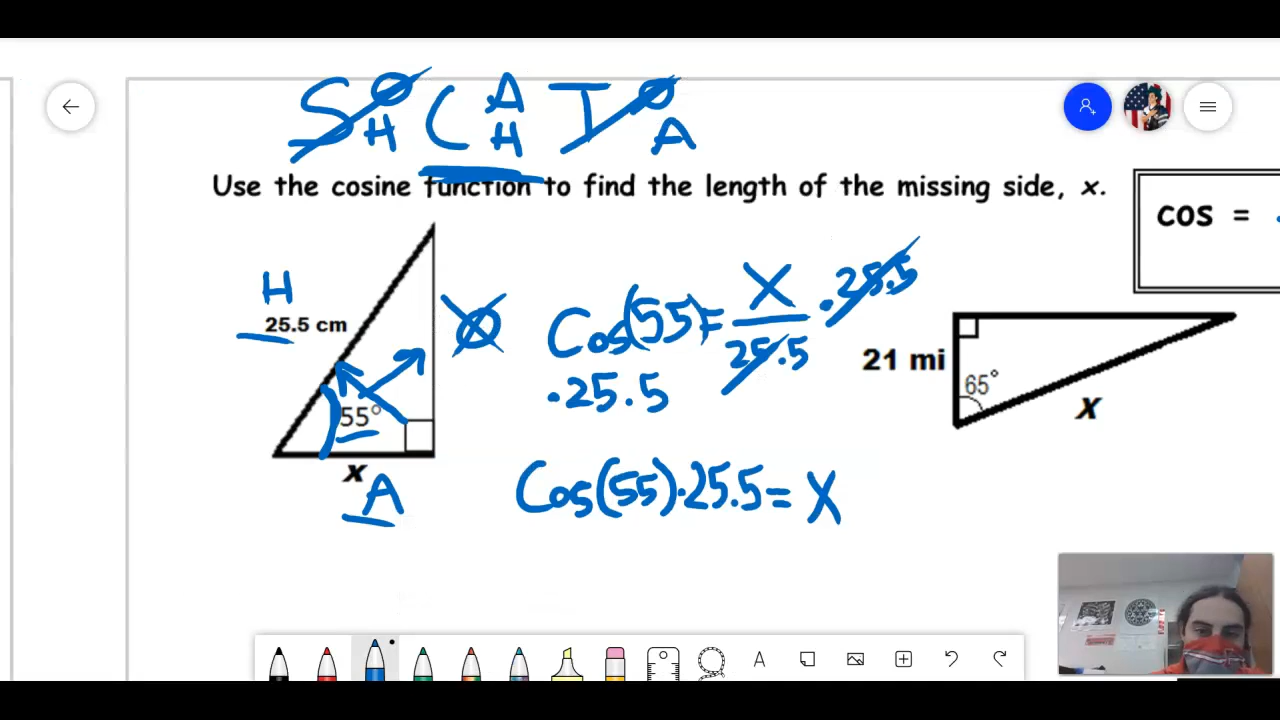 SOH CAH TOA
Use the cosine function to find the length of the missing side, x.
cos =
H
25.5 cm
O
55°
x
A
Cos(55) = X / 25.5 · 25.5
· 25.5
Cos(55) · 25.5 = X
21 mi
65°
x
A